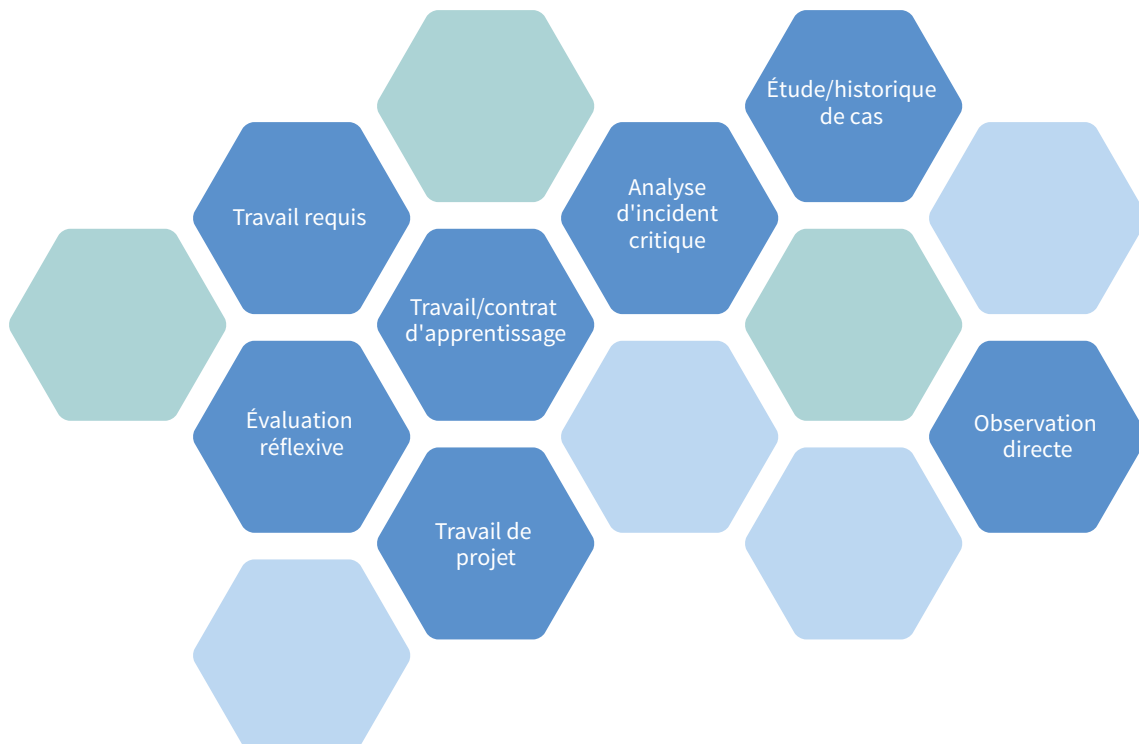 Étude/historique
de cas
Analyse
d'incident
critique
Travail requis
Travail/contrat
d'apprentissage
Évaluation
réflexive
Observation
directe
Travail de
projet